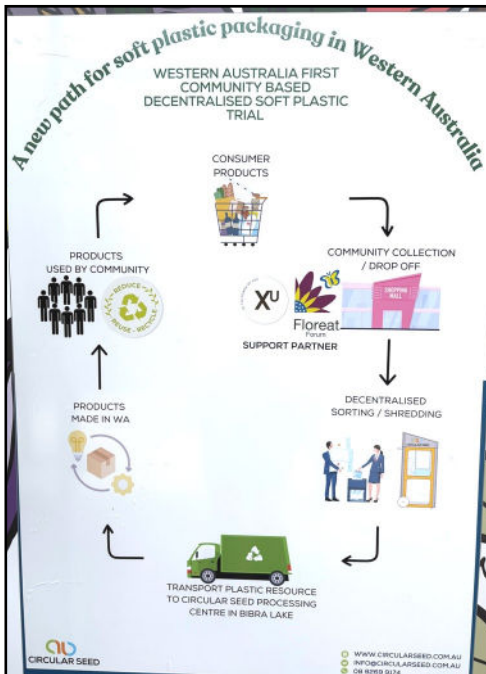 A new path for soft plastic packaging in Western Australia
WESTERN AUSTRALIA FIRST
COMMUNITY BASED
DECENTRALISED SOFT PLASTIC
TRIAL
CONSUMER
PRODUCTS
COMMUNITY COLLECTION
/ DROP OFF
SHOPPING
MALL
XU
Floreat
Forum
SUPPORT PARTNER
DECENTRALISED
SORTING / SHREDDING
TRANSPORT PLASTIC RESOURCE
TO CIRCULAR SEED PROCESSING
CENTRE IN BIBRA LAKE
PRODUCTS
MADE IN WA
PRODUCTS
USED BY COMMUNITY
REDUCE
REUSE - RECYCLE
CIRCULAR SEED
WWW.CIRCULARSEED.COM.AU
INFO@CIRCULARSEED.COM.AU